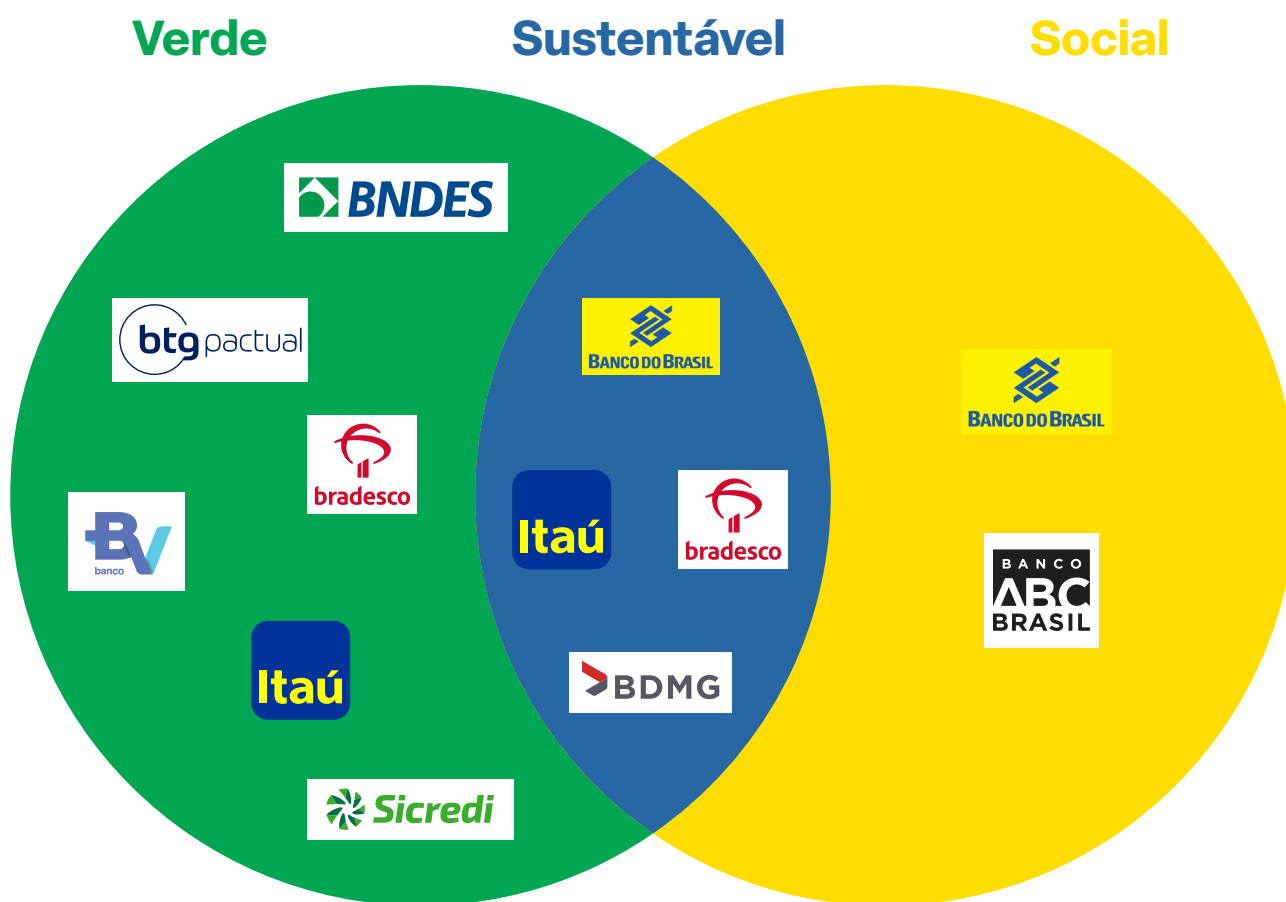 Verde
Sustentável
Social
BNDES
btg pactual
BANCO DO BRASIL
BANCO DO BRASIL
bradesco
Itaú
bradesco
BV
banco
BANCO
ABC
BRASIL
Itaú
BDMG
Sicredi